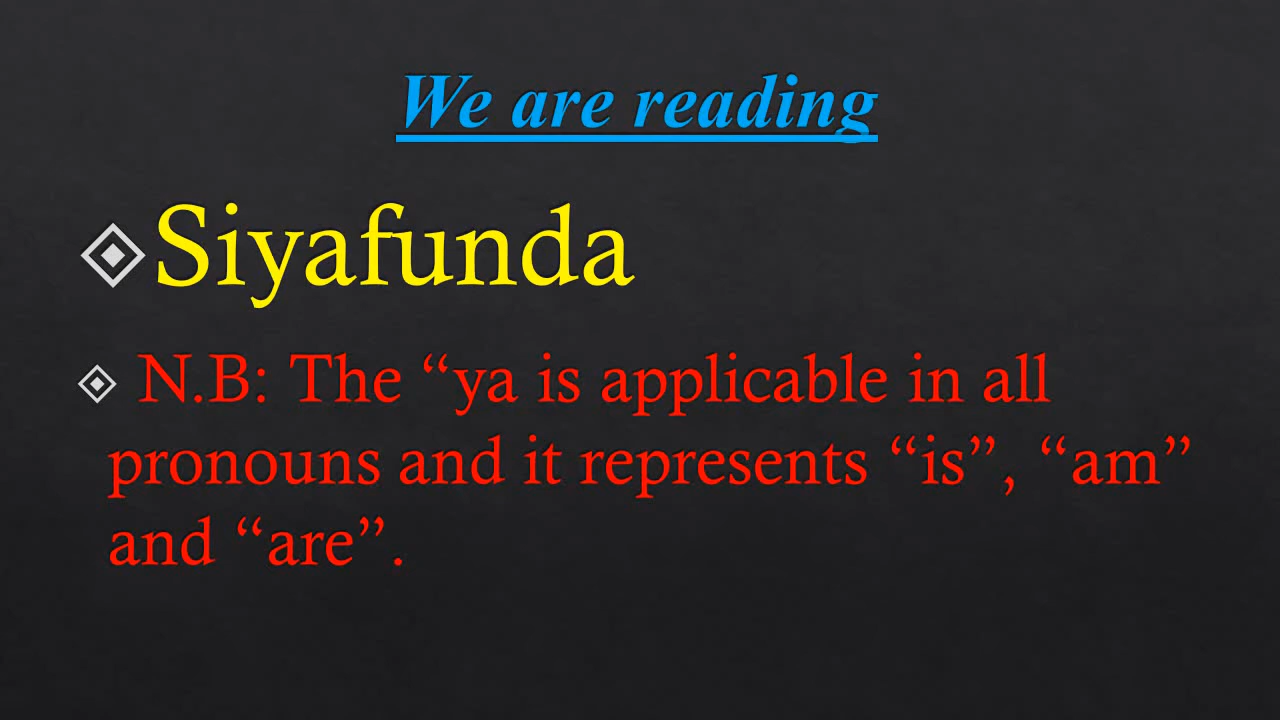 We are reading
Siyafunda
N.B: The “ya is applicable in all
pronouns and it represents “is”, “am”
and “are”.